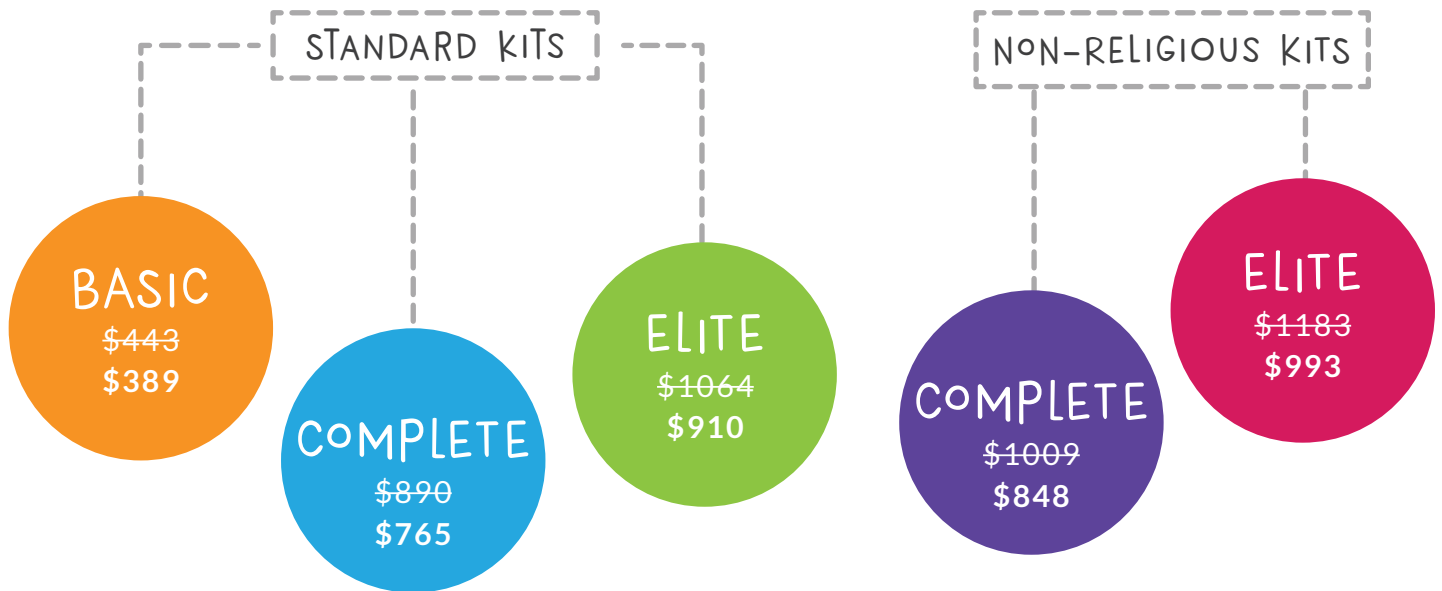 STANDARD KITS
BASIC
$443
$389
COMPLETE
$890
$765
ELITE
$1064
$910
NON-RELIGIOUS KITS
COMPLETE
$1009
$848
ELITE
$1183
$993